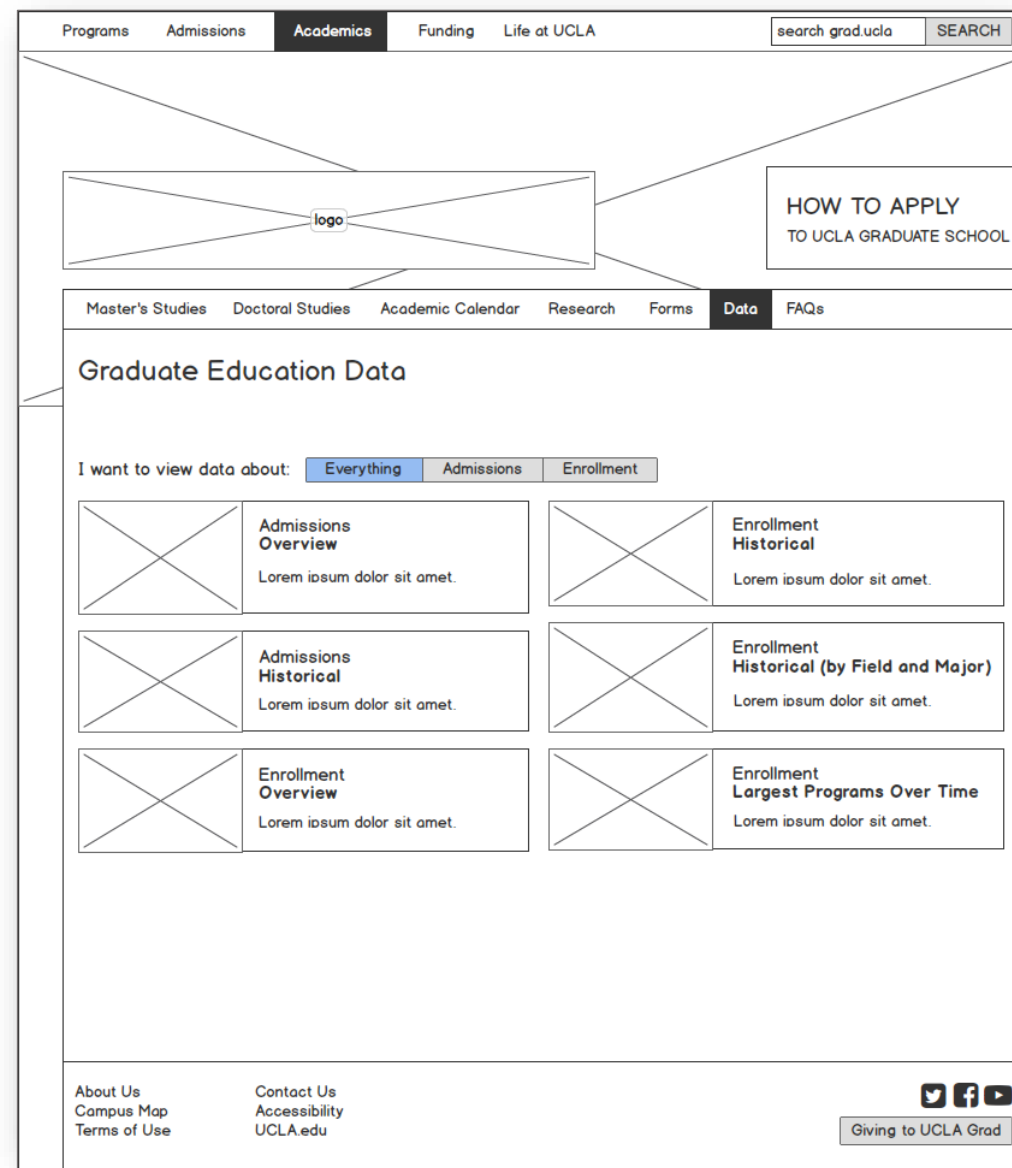 Programs Admissions Academics Funding Life at UCLA search grad.ucla SEARCH
logo
HOW TO APPLY
TO UCLA GRADUATE SCHOOL
Master's Studies Doctoral Studies Academic Calendar Research Forms Data FAQs
Graduate Education Data
I want to view data about: Everything Admissions Enrollment
Admissions
Overview
Lorem ipsum dolor sit amet.
Enrollment
Historical
Lorem ipsum dolor sit amet.
Admissions
Historical
Lorem ipsum dolor sit amet.
Enrollment
Historical (by Field and Major)
Lorem ipsum dolor sit amet.
Enrollment
Overview
Lorem ipsum dolor sit amet.
Enrollment
Largest Programs Over Time
Lorem ipsum dolor sit amet.
About Us
Campus Map
Terms of Use
Contact Us
Accessibility
UCLA.edu
Giving to UCLA Grad